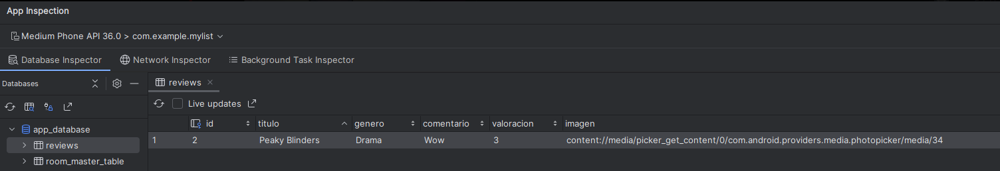 App Inspection
Medium Phone API 36.0 > com.example.mylist
Database Inspector Network Inspector Background Task Inspector
Databases reviews
Live updates
id titulo genero comentario valoracion imagen
app_database
1 2 Peaky Blinders Drama Wow 3 content://media/picker_get_content/0/com.android.providers.media.photopicker/media/34
reviews
room_master_table